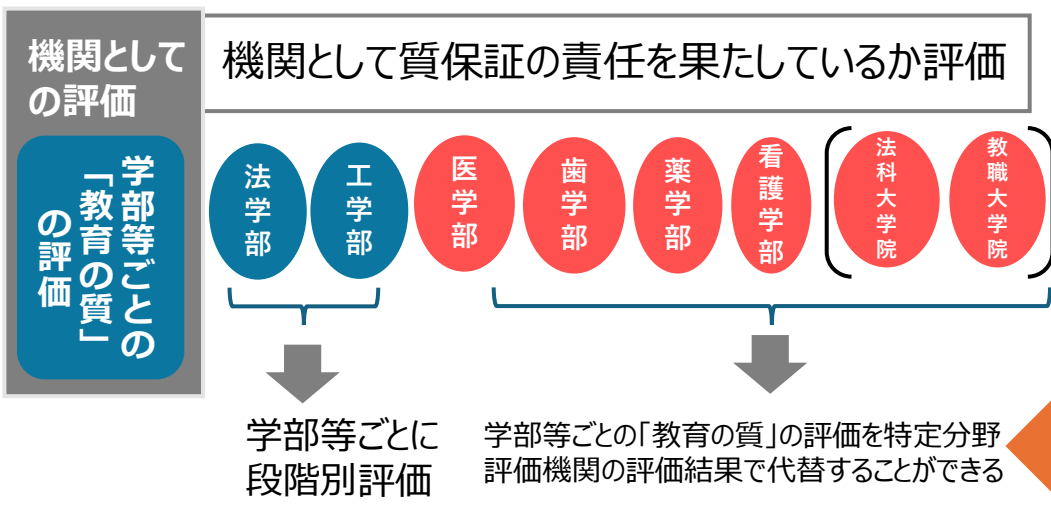 機関として
の評価
機関として質保証の責任を果たしているか評価
学部等ごとの
「教育の質」
の評価
法学部
工学部
医学部
歯学部
薬学部
看護学部
法科大学院
教職大学院
学部等ごとに
段階別評価
学部等ごとの「教育の質」の評価を特定分野
評価機関の評価結果で代替することができる